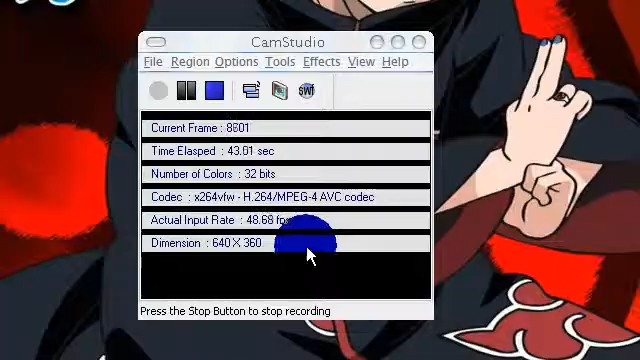 CamStudio
File Region Options Tools Effects View Help
SWF
Current Frame : 8601
Time Elasped : 43.01 sec
Number of Colors : 32 bits
Codec : x264vfw - H.264/MPEG-4 AVC codec
Actual Input Rate : 48.68 fps
Dimension : 640 X 360
Press the Stop Button to stop recording